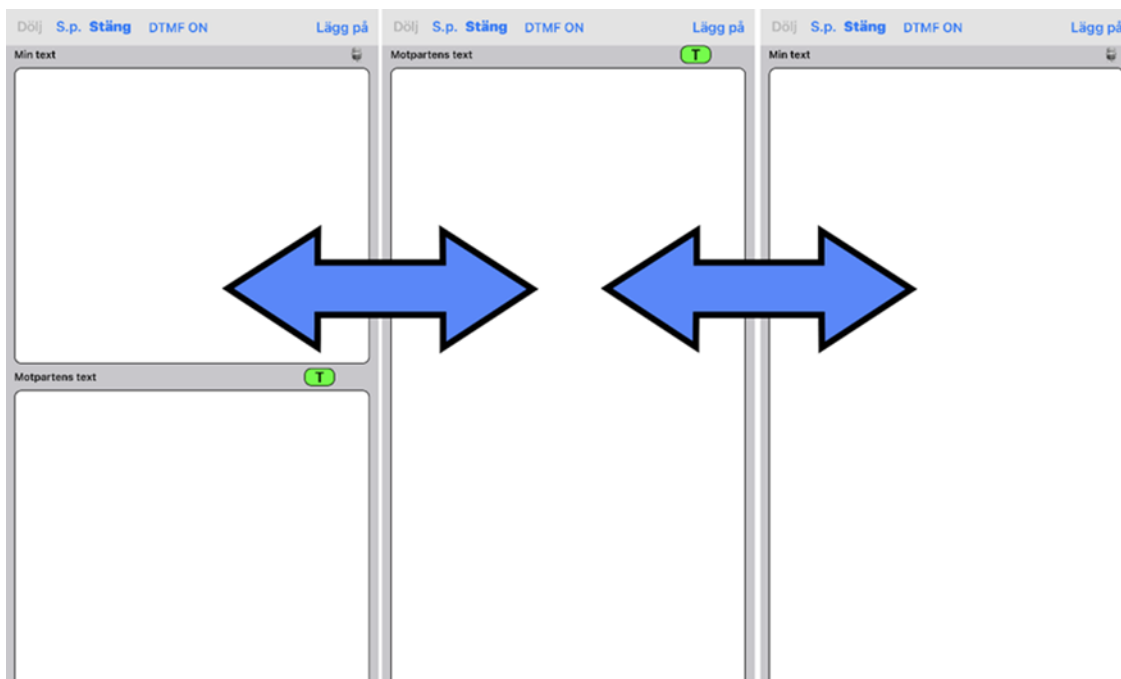 Dölj S.p. Stäng DTMF ON Lägg på
Min text
Motpartens text T
Dölj S.p. Stäng DTMF ON Lägg på
Motpartens text T
Dölj S.p. Stäng DTMF ON Lägg på
Min text